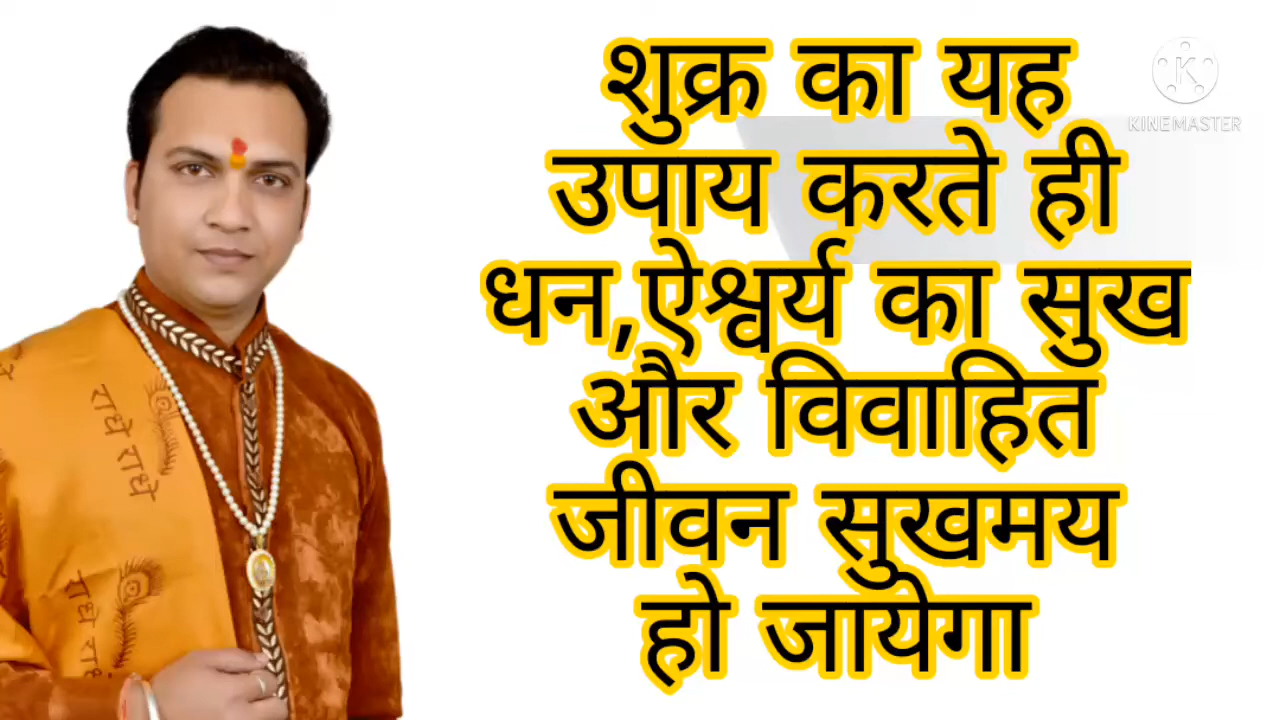 शुक्र का यह
उपाय करते ही
धन,ऐश्वर्य का सुख
और विवाहित
जीवन सुखमय
हो जायेगा
K
KINEMASTER
राधे राधे
राधे राधे